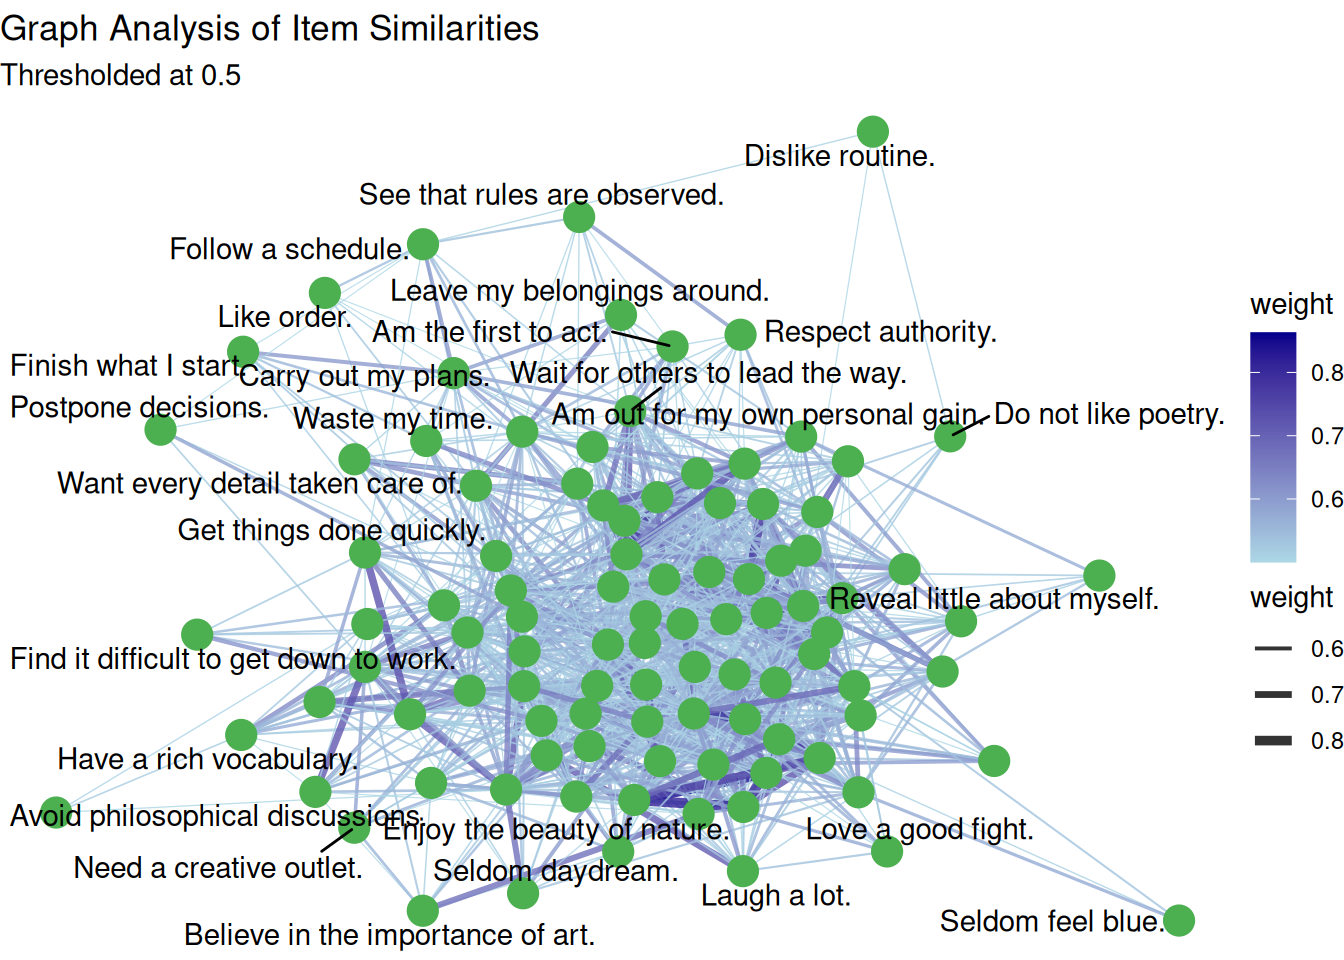 Graph Analysis of Item Similarities
Thresholded at 0.5
Dislike routine.
See that rules are observed.
Follow a schedule.
Leave my belongings around.
Like order.
Am the first to act.
Respect authority.
Finish what I start.
Carry out my plans.
Wait for others to lead the way.
Postpone decisions.
Waste my time.
Am out for my own personal gain.
Do not like poetry.
Want every detail taken care of.
Get things done quickly.
Reveal little about myself.
Find it difficult to get down to work.
Have a rich vocabulary.
Avoid philosophical discussions.
Enjoy the beauty of nature.
Love a good fight.
Need a creative outlet.
Seldom daydream.
Laugh a lot.
Believe in the importance of art.
Seldom feel blue.
weight
0.8
0.7
0.6
weight
0.6
0.7
0.8